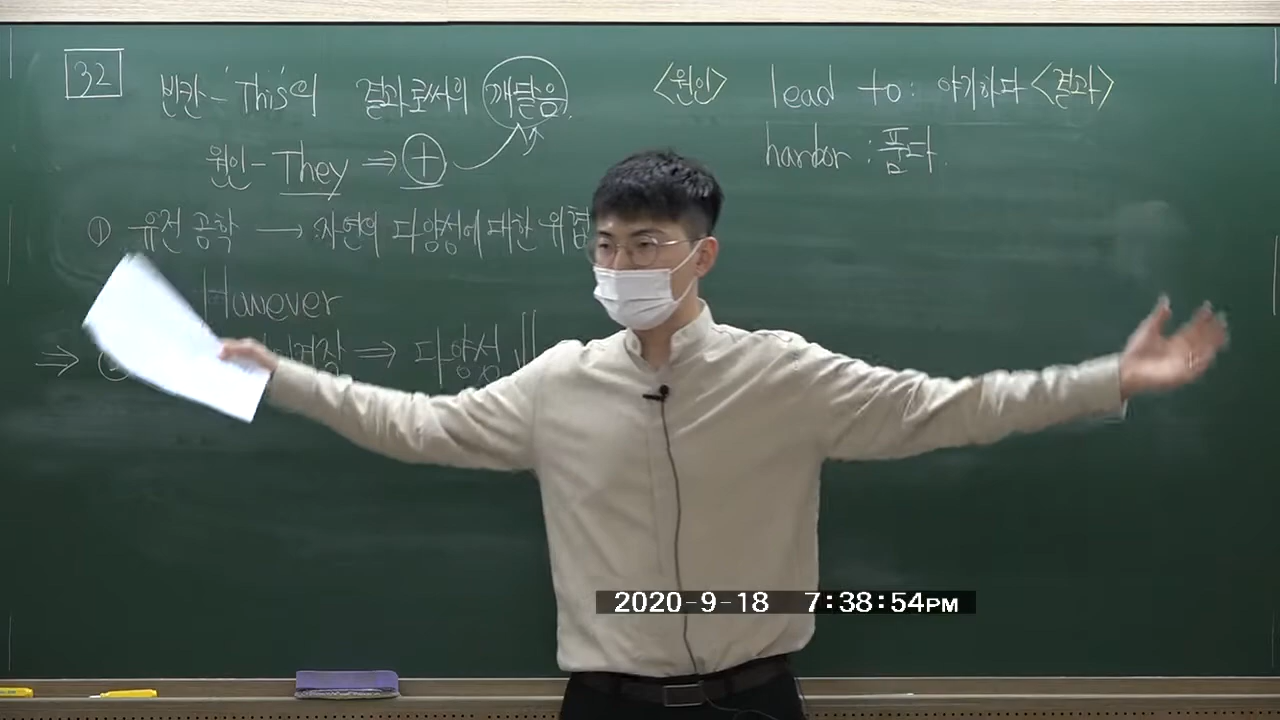 32
빈칸 - 'This'의 결과로써의 깨달음.
원인 - They ⇒ ⊕
① 유전 공학 → 자연의 다양성에 대한 위협
However
⇒ ⇒ 다양성 ⇓
<원인> lead to: 야기하다 <결과>
harbor : 품다.
2020-9-18 7:38:54PM